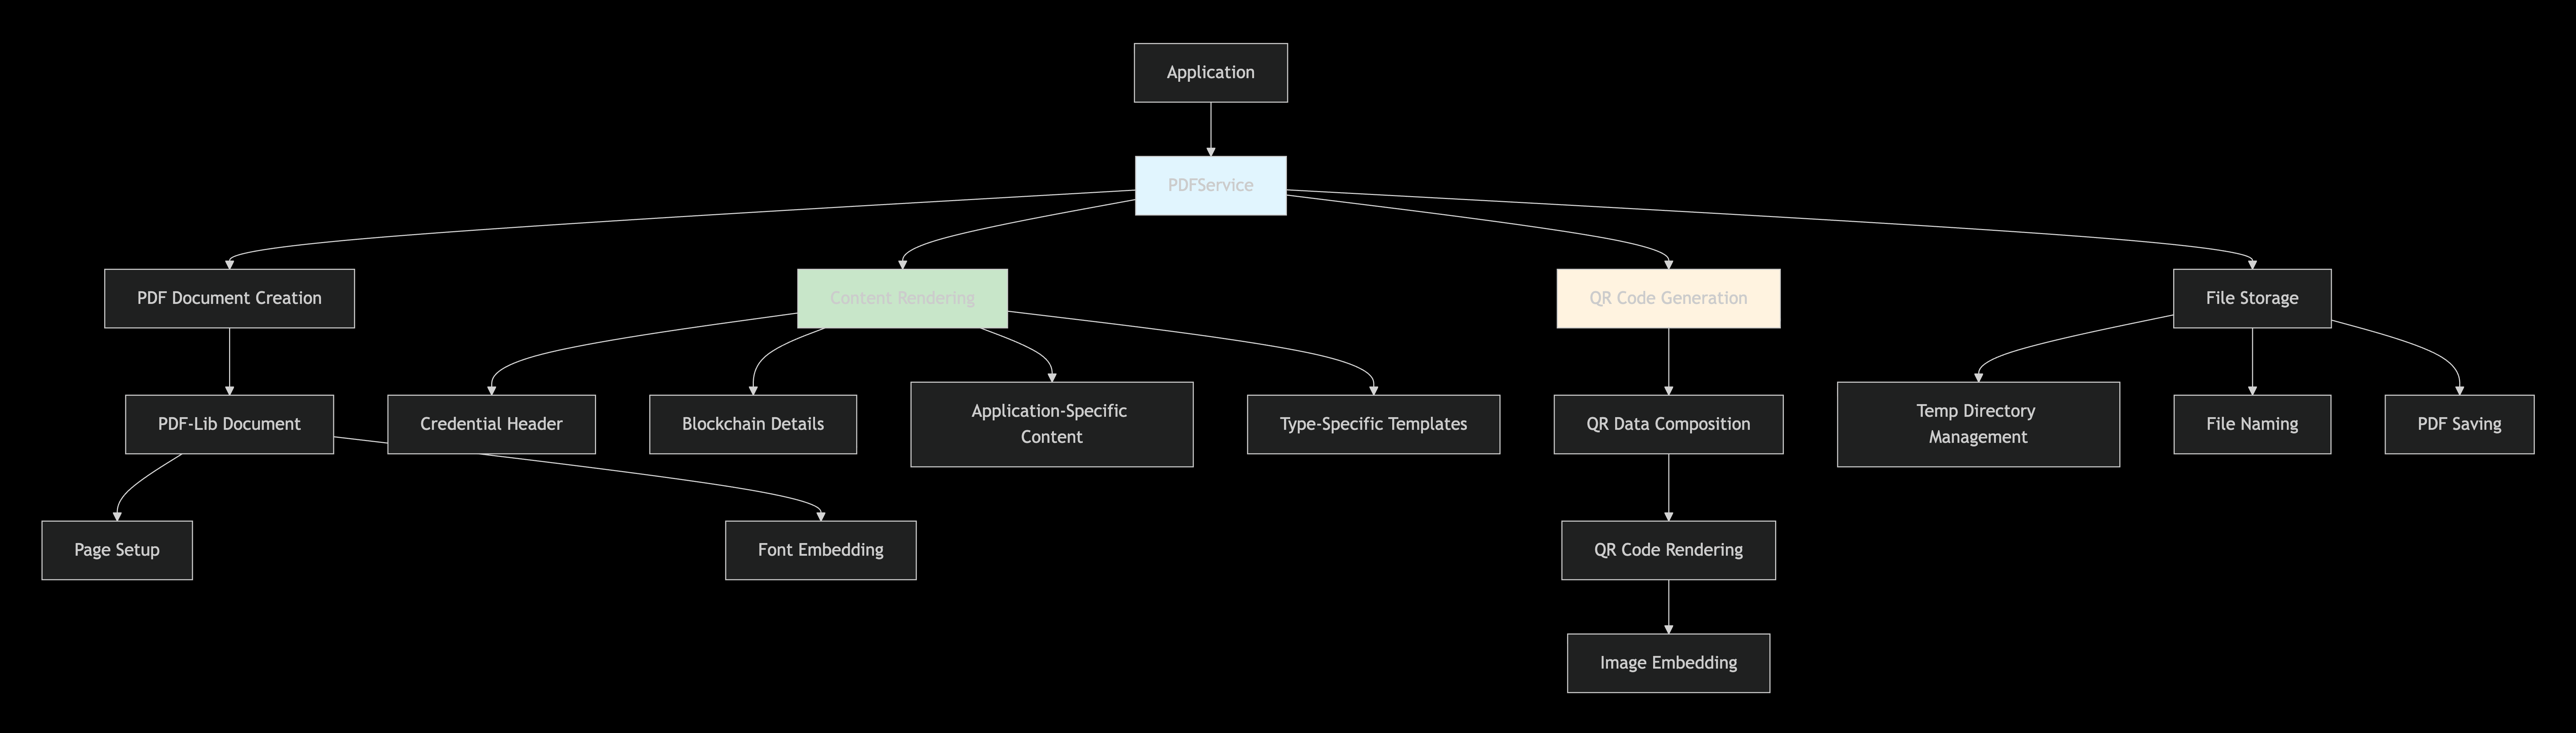 Application
PDFService
PDF Document Creation
Content Rendering
QR Code Generation
File Storage
PDF-Lib Document
Credential Header
Blockchain Details
Application-Specific
Content
Type-Specific Templates
QR Data Composition
Temp Directory
Management
File Naming
PDF Saving
Page Setup
Font Embedding
QR Code Rendering
Image Embedding